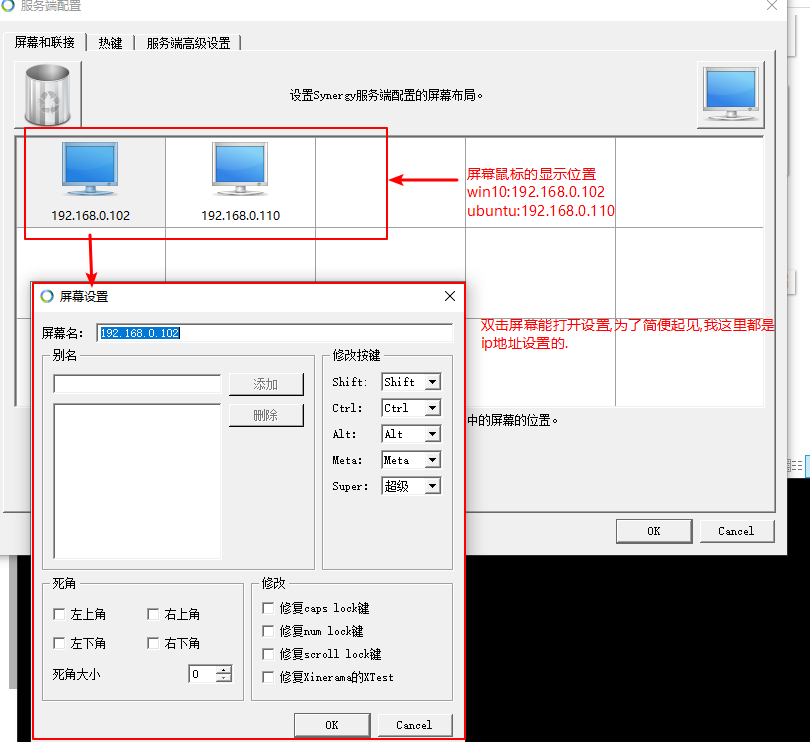 服务端配置
屏幕和联接
热键
服务端高级设置
设置Synergy服务端配置的屏幕布局。
192.168.0.102
192.168.0.110
屏幕鼠标的显示位置
win10:192.168.0.102
ubuntu:192.168.0.110
双击屏幕能打开设置,为了简便起见,我这里都是
ip地址设置的.
中的屏幕的位置。
OK
Cancel
屏幕设置
屏幕名:
192.168.0.102
别名
添加
删除
修改按键
Shift:
Shift
Ctrl:
Ctrl
Alt:
Alt
Meta:
Meta
Super:
超级
死角
左上角
右上角
左下角
右下角
死角大小
0
修改
修复caps lock键
修复num lock键
修复scroll lock键
修复Xinerama的XTest
OK
Cancel